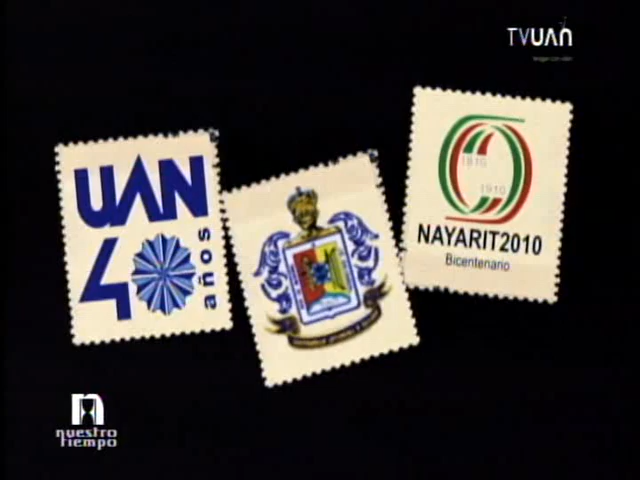 TVUAN
UAN
40
años
1810
1910
NAYARIT2010
Bicentenario
nuestro
tiempo